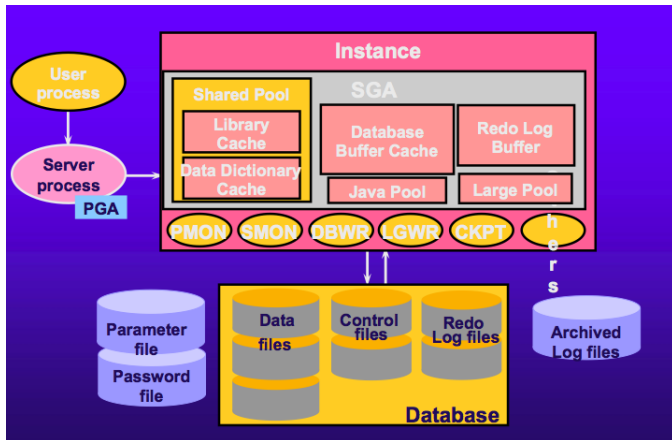 Instance
User
process
SGA
Shared Pool
Library
Cache
Data Dictionary
Cache
Database
Buffer Cache
Redo Log
Buffer
Java Pool
Large Pool
Server
process
PGA
PMON
SMON
DBWR
LGWR
CKPT
Others
Parameter
file
Password
file
Data
files
Control
files
Redo
Log files
Database
Archived
Log files